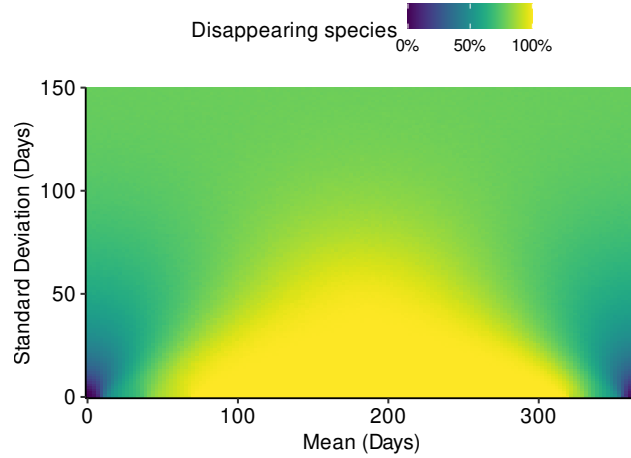 Disappearing species
0% 50% 100%
Standard Deviation (Days)
150
100
50
0
0 100 200 300
Mean (Days)